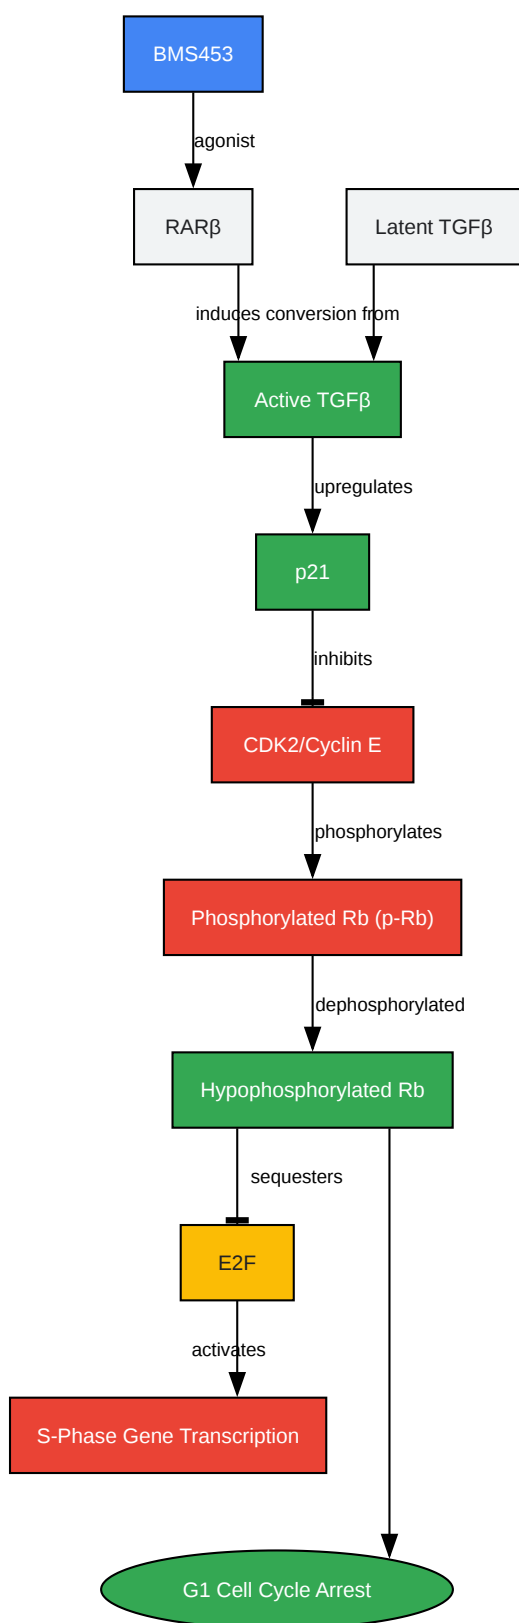 BMS453
agonist
RARβ
Latent TGFβ
induces conversion from
Active TGFβ
upregulates
p21
inhibits
CDK2/Cyclin E
phosphorylates
Phosphorylated Rb (p-Rb)
dephosphorylated
Hypophosphorylated Rb
sequesters
E2F
activates
S-Phase Gene Transcription
G1 Cell Cycle Arrest